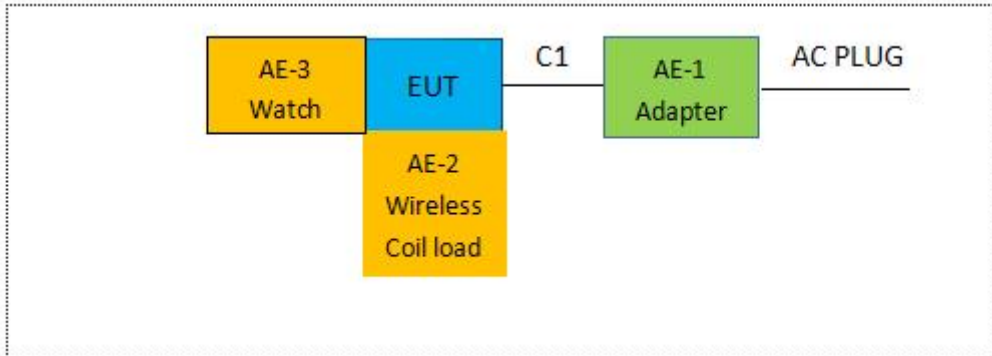 AE-3
Watch
EUT
C1
AE-1
Adapter
AC PLUG
AE-2
Wireless
Coil load